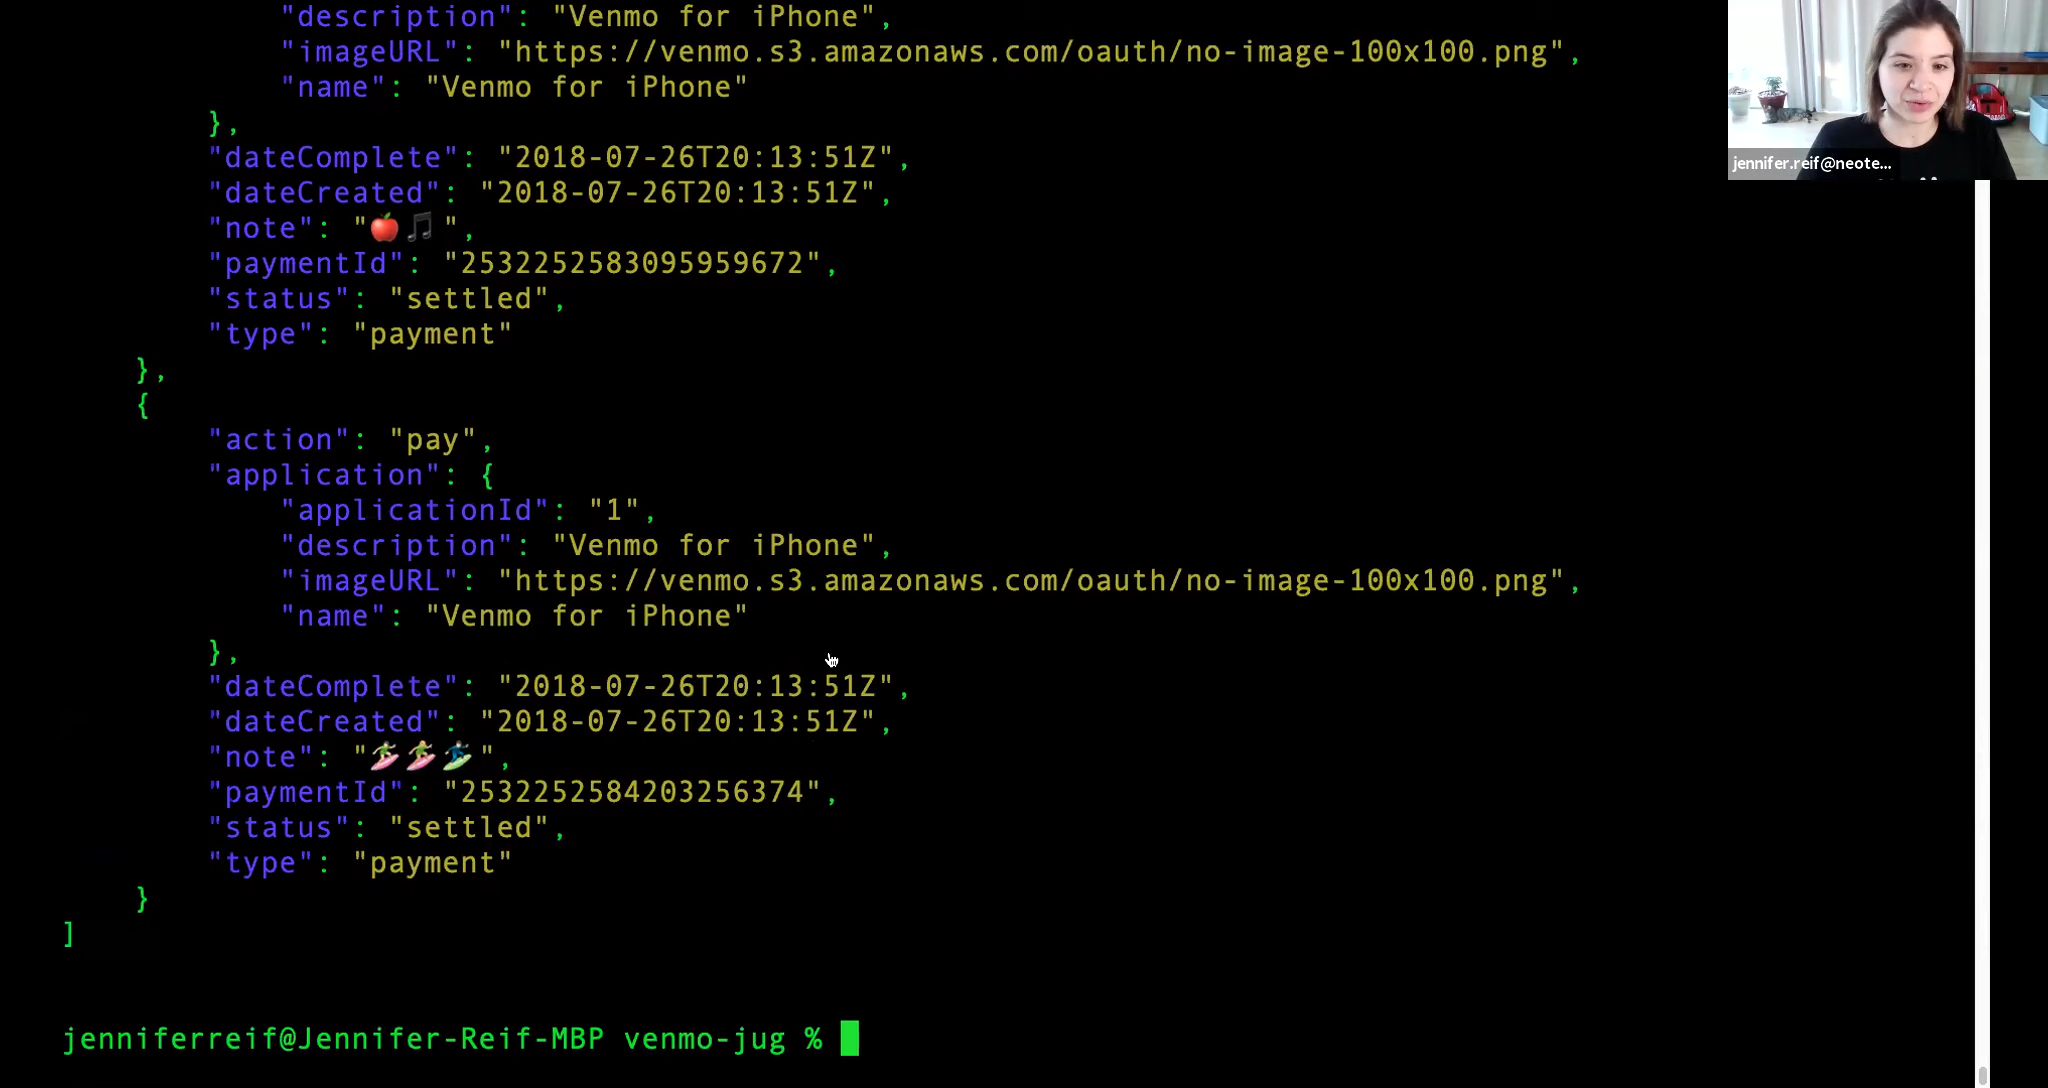 "description": "Venmo for iPhone",
"imageURL": "https://venmo.s3.amazonaws.com/oauth/no-image-100x100.png",
"name": "Venmo for iPhone"
},
"dateComplete": "2018-07-26T20:13:51Z",
"dateCreated": "2018-07-26T20:13:51Z",
"note": "🍎🎵",
"paymentId": "2532252583095959672",
"status": "settled",
"type": "payment"
},
{
"action": "pay",
"application": {
"applicationId": "1",
"description": "Venmo for iPhone",
"imageURL": "https://venmo.s3.amazonaws.com/oauth/no-image-100x100.png",
"name": "Venmo for iPhone"
},
"dateComplete": "2018-07-26T20:13:51Z",
"dateCreated": "2018-07-26T20:13:51Z",
"note": "🏄🏻‍♀️🏄🏼‍♀️🏄🏻‍♂️",
"paymentId": "2532252584203256374",
"status": "settled",
"type": "payment"
}
]
jenniferreif@Jennifer-Reif-MBP venmo-jug %
jennifer.reif@neote...